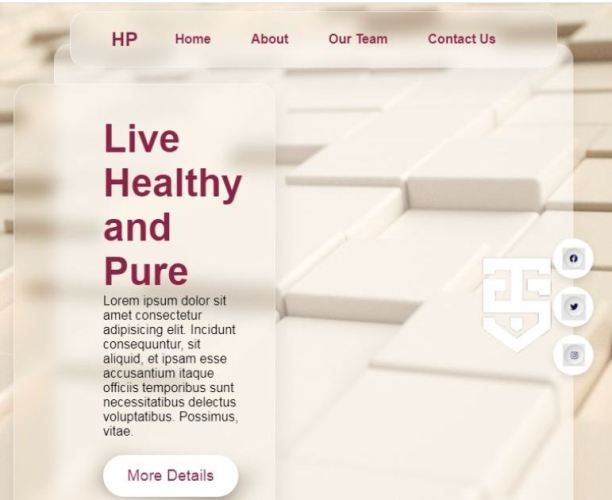 HP Home About Our Team Contact Us
Live
Healthy
and
Pure
Lorem ipsum dolor sit
amet consectetur
adipisicing elit. Incidunt
consequuntur, sit
aliquid, et ipsam esse
accusantium itaque
officiis temporibus sunt
necessitatibus delectus
voluptatibus. Possimus,
vitae.
More Details